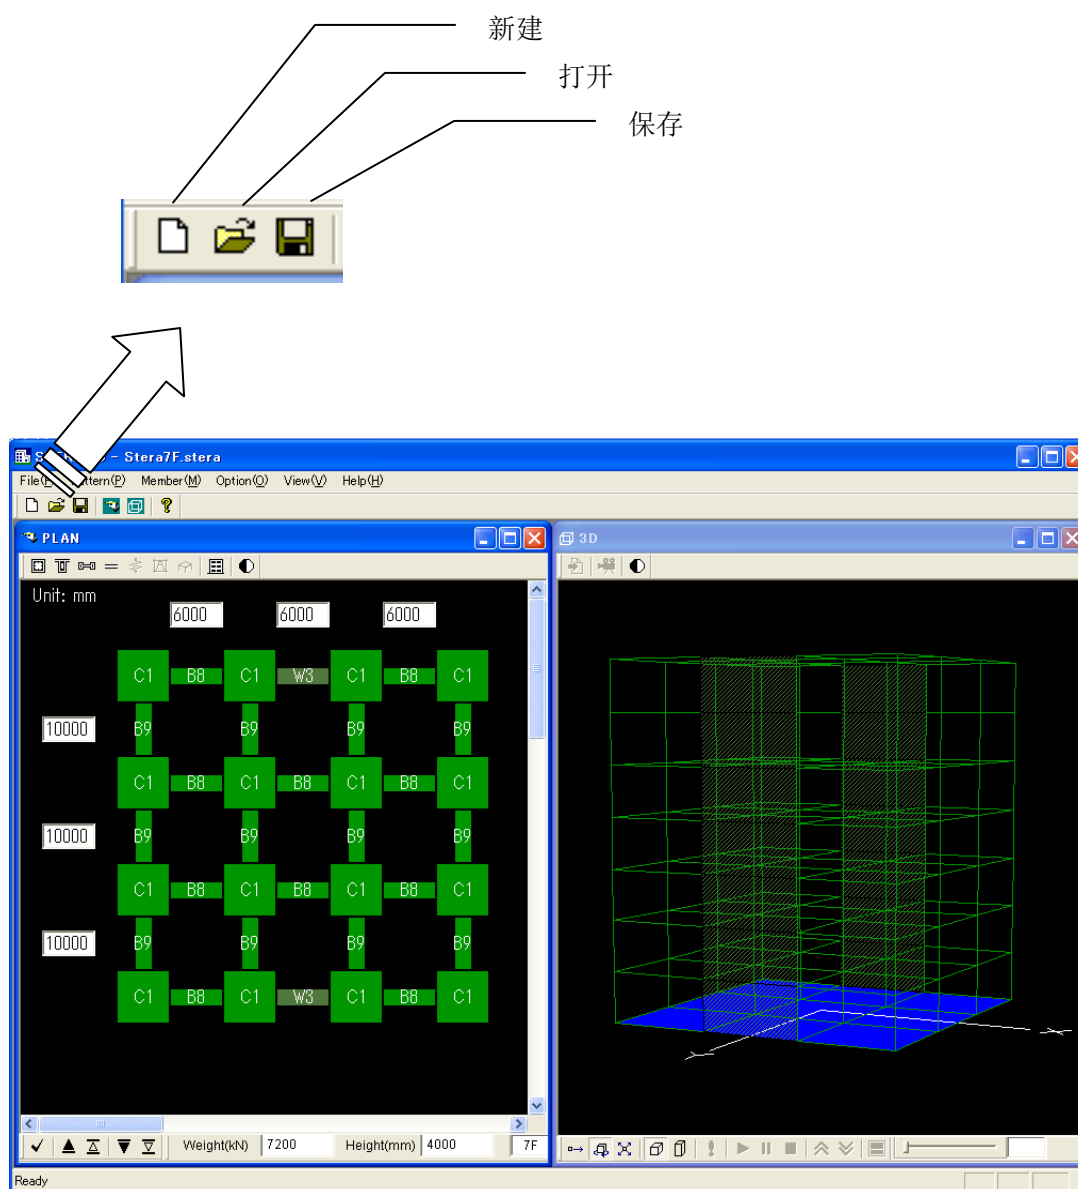 新建
打开
保存
- Stera7F.stera
Member(M) Option(O) View(V) Help(H)
PLAN
3D
Unit: mm
6000 6000 6000
C1 B8 C1 W3 C1 B8 C1
10000 B9 B9 B9 B9
C1 B8 C1 B8 C1 B8 C1
10000 B9 B9 B9 B9
C1 B8 C1 B8 C1 B8 C1
10000 B9 B9 B9 B9
C1 B8 C1 W3 C1 B8 C1
Weight(kN) 7200 Height(mm) 4000 7F
Ready